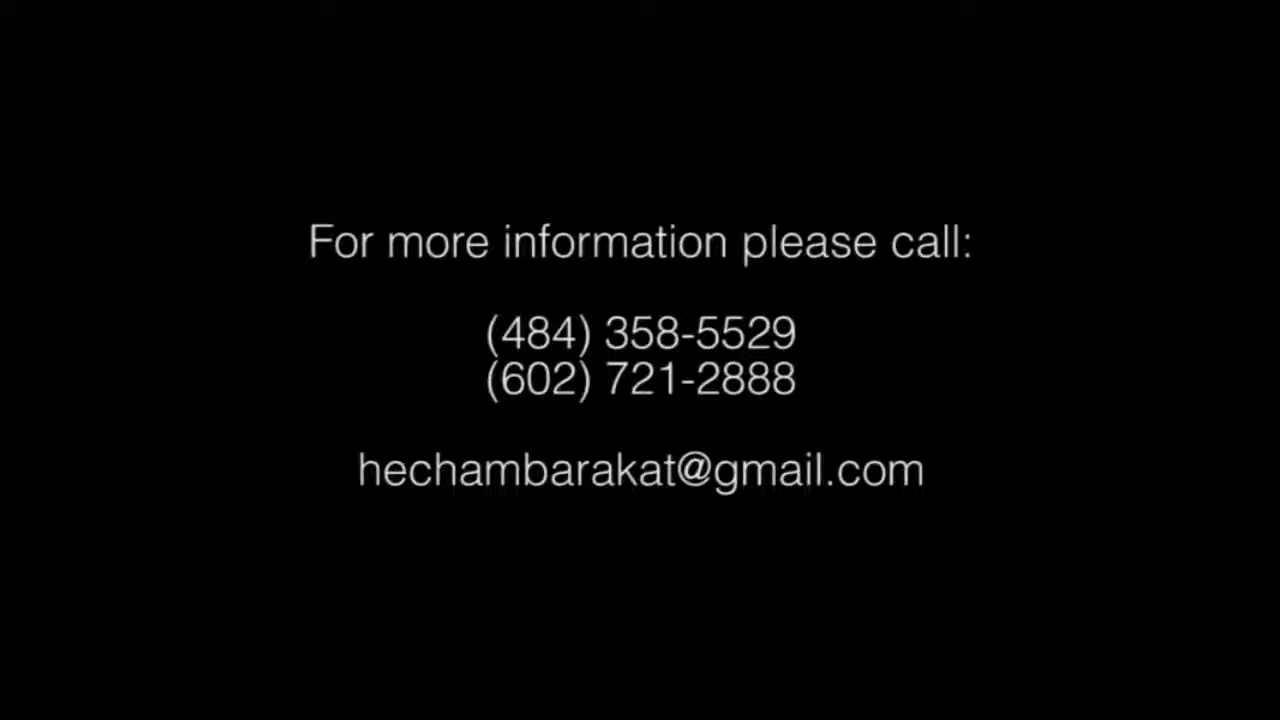 For more information please call:
(484) 358-5529
(602) 721-2888
hechambarakat@gmail.com